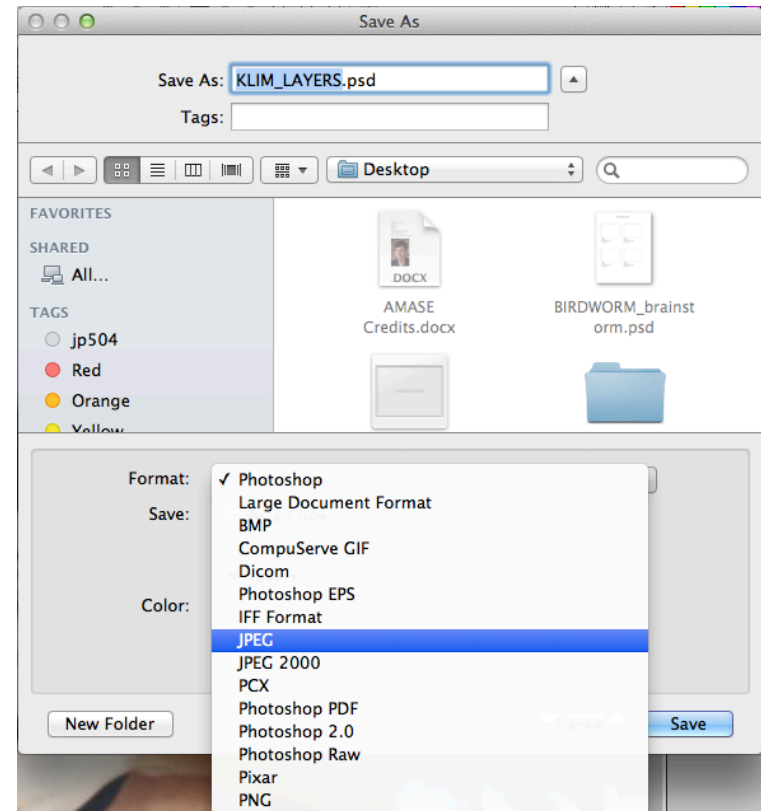 Save As
Save As: KLIM_LAYERS.psd
Tags:
Desktop
FAVORITES
SHARED
All...
TAGS
jp504
Red
Orange
Yellow
DOCX
AMASE
Credits.docx
BIRDWORM_brainst
orm.psd
Format: ✓ Photoshop
Large Document Format
Save:
BMP
CompuServe GIF
Dicom
Photoshop EPS
Color:
IFF Format
JPEG
JPEG 2000
PCX
Photoshop PDF
New Folder
Photoshop 2.0
Save
Photoshop Raw
Pixar
PNG